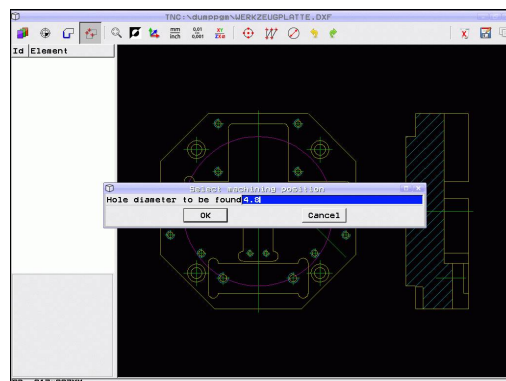 TNC:\dumppgm\WERKZEUGPLATTE.DXF
mm
inch
0,01
0,001
XY
Id Element
Select machining position
Hole diameter to be found 4.8
OK
Cancel